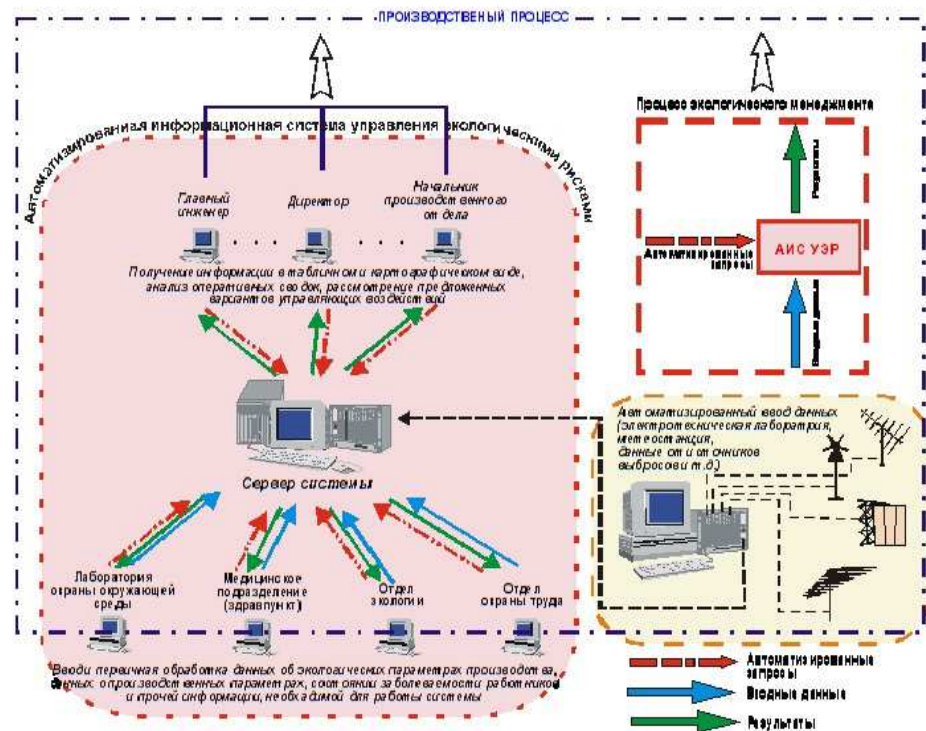 ПРОИЗВОДСТВЕНЫЙ ПРОЦЕСС
Автоматизированная информационная система управления экологическими рисками
Главный
инженер
Директор
Начальник
производственного
отдела
Получение информации в табличном и картографическом виде,
анализ оперативных сводок, рассмотрение предложенных
вариантов управляющих воздействий
Сервер системы
Лаборатория
охраны окружающей
среды
Медицинское
подразделение
(здравпункт)
Отдел
экологии
Отдел
охраны труда
Ввод и первичная обработка данных об экологических параметрах производства,
данных о производственных параметрах, состоянии заболеваемости работников
и прочей информации, необхадимой для работы системы
Процесс экологического менеджмента
Результаты
АИС УЭР
Автоматизированные
запросы
Входные данные
Автоматизированный ввод данных
(электротехническая лаборатрия,
метеостанция,
данные от источников
выбросов и т.д.)
Автоматизированные
запросы
Входные данные
Результаты